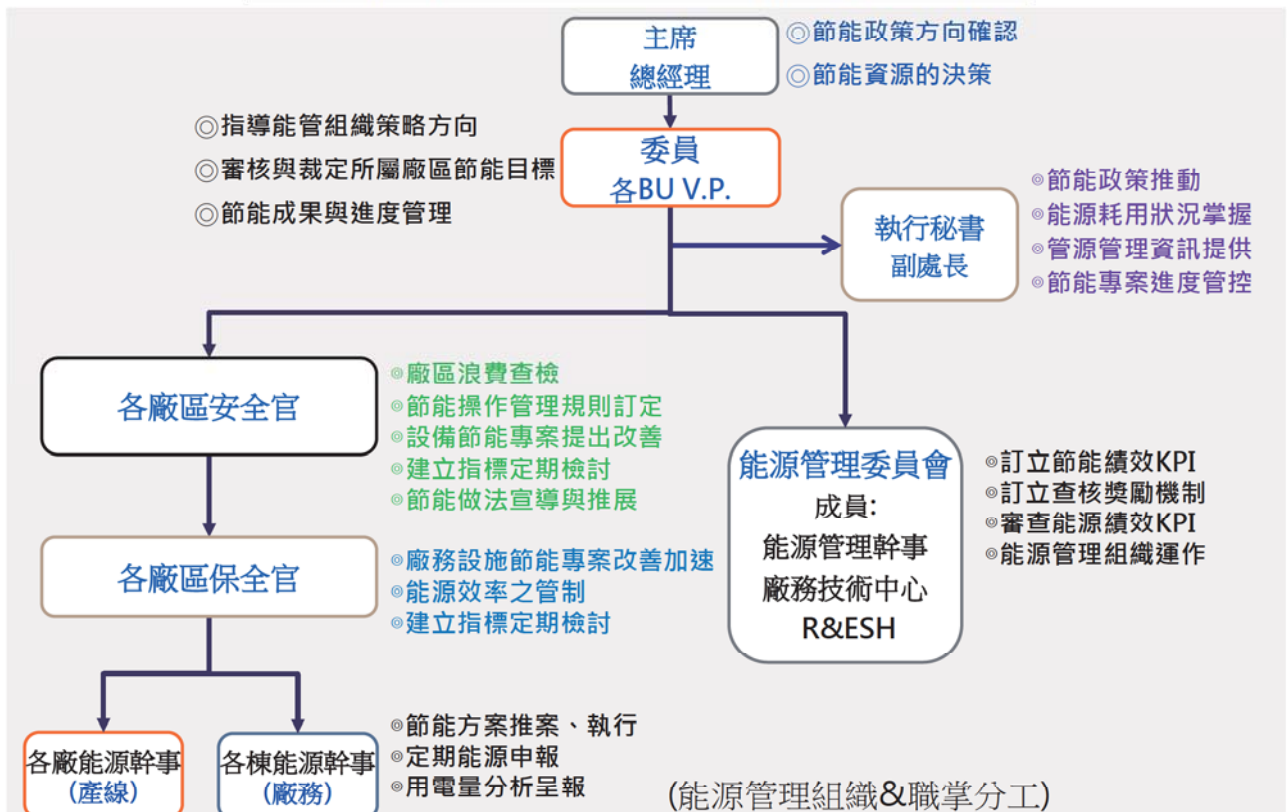 主席
總經理
◎節能政策方向確認
◎節能資源的決策
◎指導能管組織策略方向
◎審核與裁定所屬廠區節能目標
◎節能成果與進度管理
委員
各BU V.P.
執行秘書
副處長
◎節能政策推動
◎能源耗用狀況掌握
◎管源管理資訊提供
◎節能專案進度管控
各廠區安全官
◎廠區浪費查檢
◎節能操作管理規則訂定
◎設備節能專案提出改善
◎建立指標定期檢討
◎節能做法宣導與推展
能源管理委員會
成員:
能源管理幹事
廠務技術中心
R&ESH
◎訂立節能績效KPI
◎訂立查核獎勵機制
◎審查能源績效KPI
◎能源管理組織運作
各廠區保全官
◎廠務設施節能專案改善加速
◎能源效率之管制
◎建立指標定期檢討
各廠能源幹事
(產線)
各棟能源幹事
(廠務)
◎節能方案推案、執行
◎定期能源申報
◎用電量分析呈報
(能源管理組織&職掌分工)